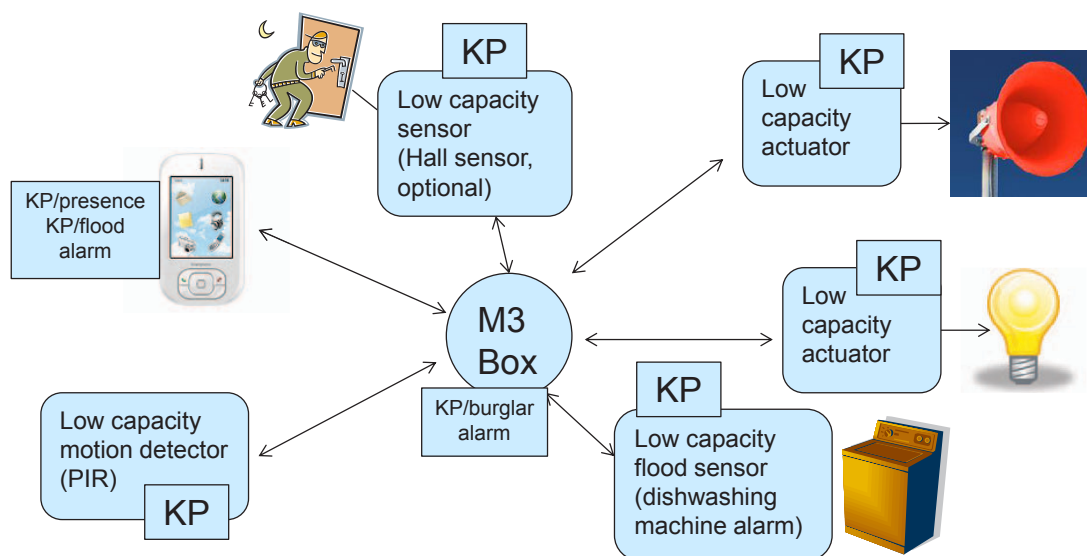 KP
Low capacity
sensor
(Hall sensor,
optional)
KP
Low
capacity
actuator
KP/presence
KP/flood
alarm
M3
Box
KP/burglar
alarm
KP
Low
capacity
actuator
KP
Low capacity
flood sensor
(dishwashing
machine alarm)
Low capacity
motion detector
(PIR)
KP